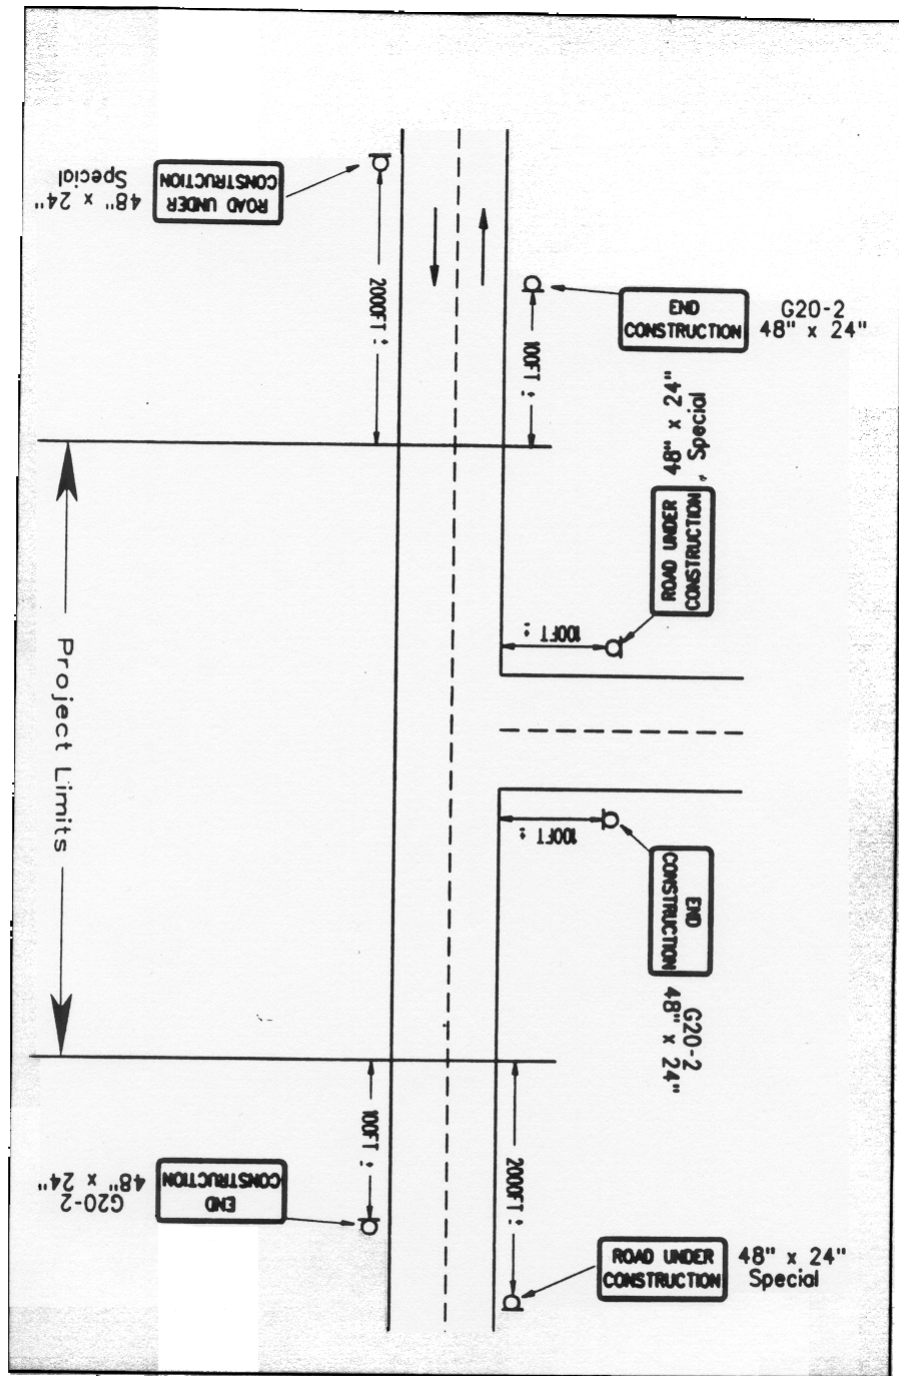 ROAD UNDER
CONSTRUCTION
48" x 24"
Special
2000FT ±
END
CONSTRUCTION
G20-2
48" x 24"
100FT ±
48" x 24"
Special
ROAD UNDER
CONSTRUCTION
100FT ±
Project Limits
100FT ±
END
CONSTRUCTION
G20-2
48" x 24"
100FT ±
END
CONSTRUCTION
G20-2
48" x 24"
2000FT ±
ROAD UNDER
CONSTRUCTION
48" x 24"
Special